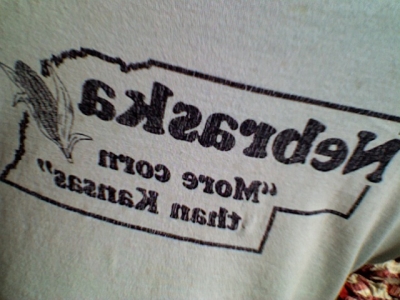 Nebraska
"More corn
than Kansas"